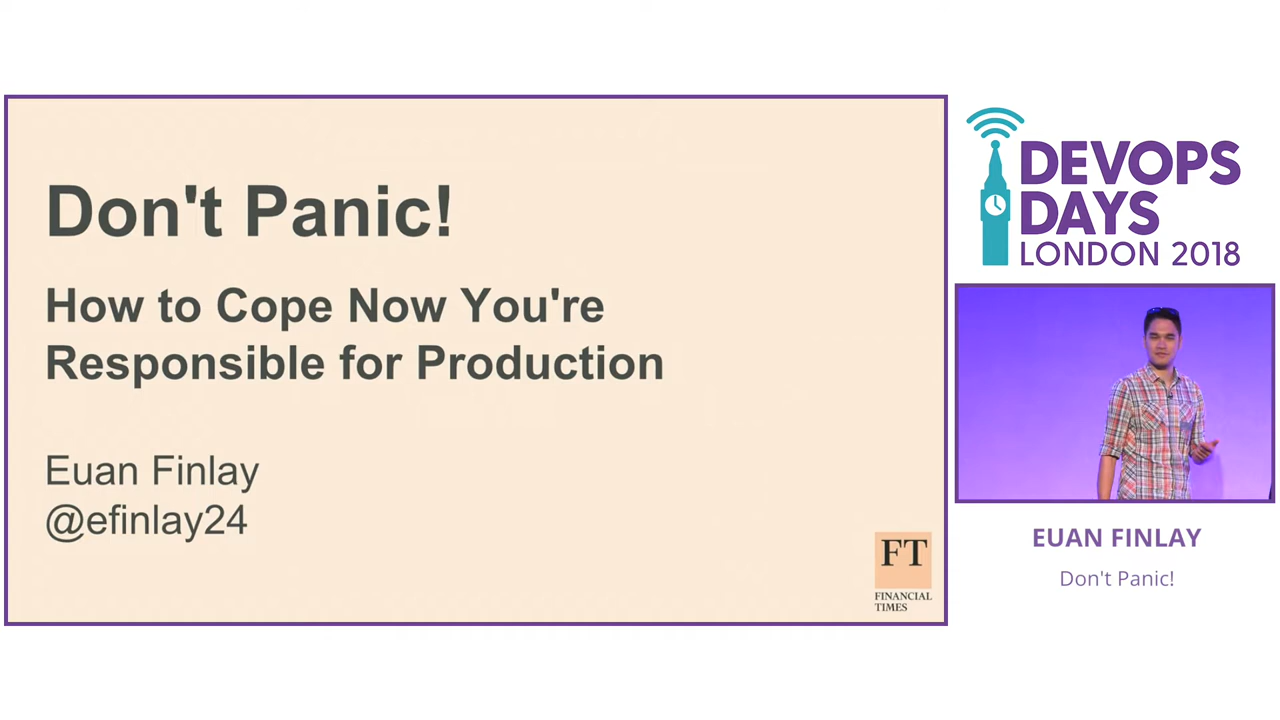 Don't Panic!
How to Cope Now You're
Responsible for Production
Euan Finlay
@efinlay24
FT
FINANCIAL
TIMES
DEVOPS
DAYS
LONDON 2018
EUAN FINLAY
Don't Panic!